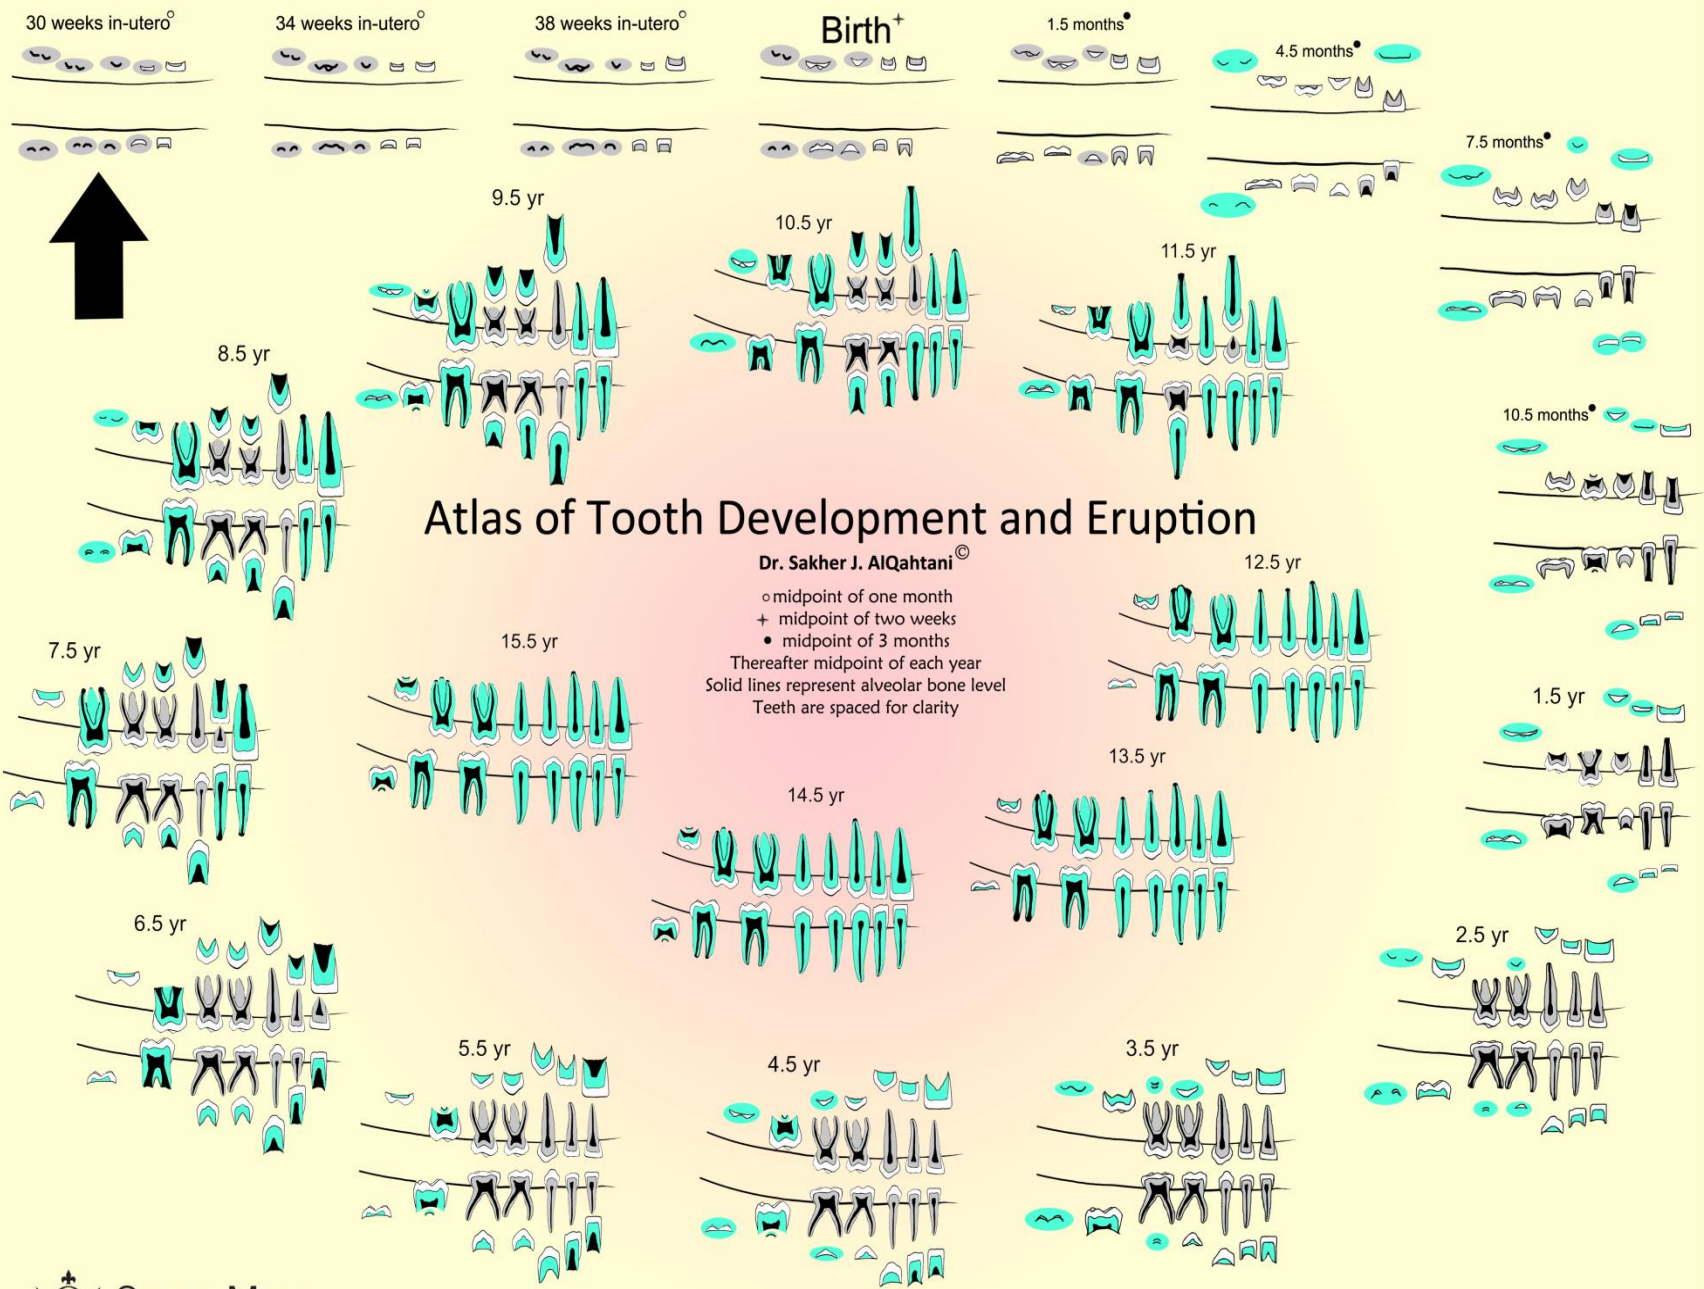 30 weeks in-utero○
34 weeks in-utero○
38 weeks in-utero○
Birth+
1.5 months●
4.5 months●
7.5 months●
9.5 yr
10.5 yr
11.5 yr
8.5 yr
10.5 months●
Atlas of Tooth Development and Eruption
Dr. Sakher J. AlQahtani©
○ midpoint of one month
+ midpoint of two weeks
● midpoint of 3 months
Thereafter midpoint of each year
Solid lines represent alveolar bone level
Teeth are spaced for clarity
12.5 yr
7.5 yr
15.5 yr
1.5 yr
13.5 yr
14.5 yr
6.5 yr
2.5 yr
5.5 yr
4.5 yr
3.5 yr